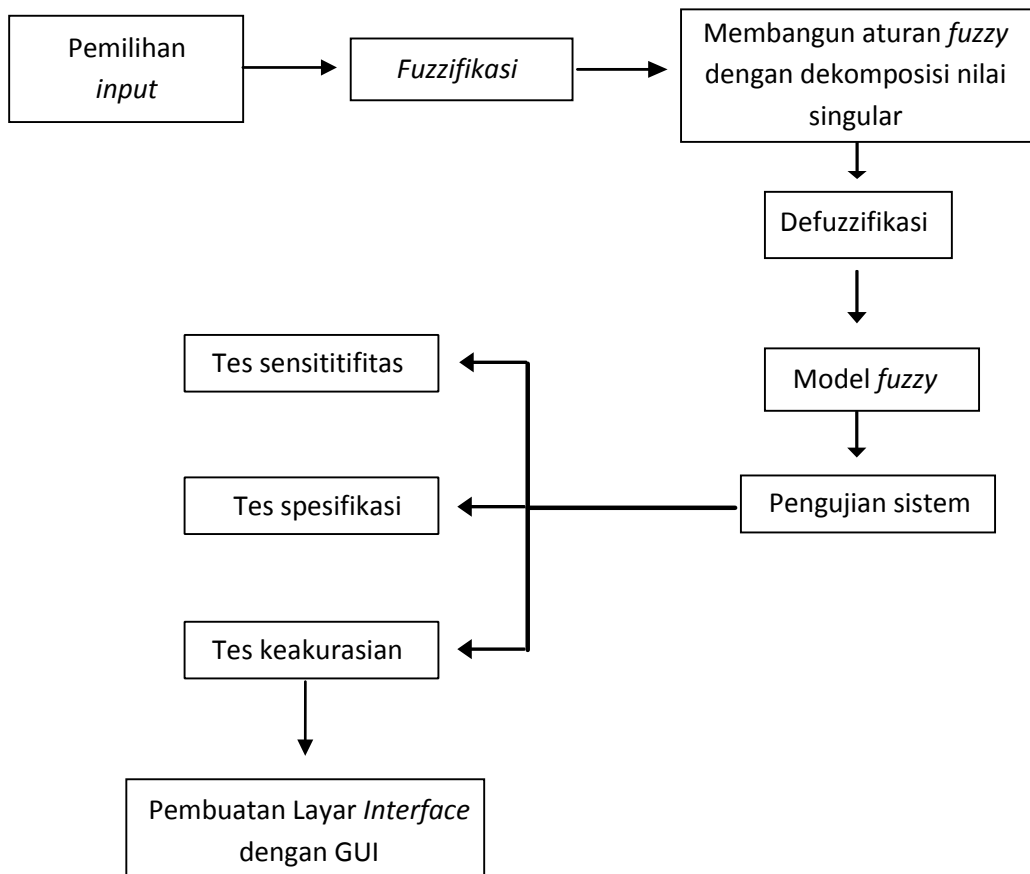 Pemilihan
input
Fuzzifikasi
Membangun aturan fuzzy
dengan dekomposisi nilai
singular
Defuzzifikasi
Model fuzzy
Pengujian sistem
Tes sensititifitas
Tes spesifikasi
Tes keakurasian
Pembuatan Layar Interface
dengan GUI